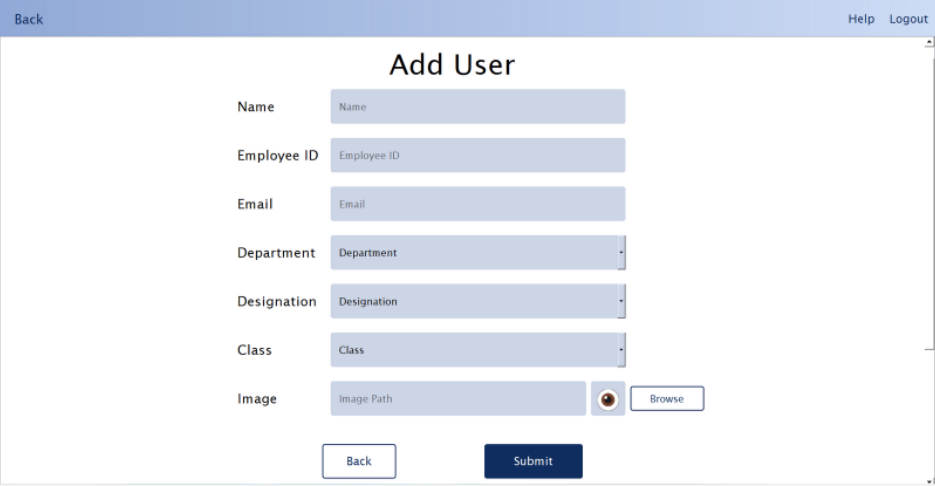 Back Help Logout
Add User
Name Name
Employee ID Employee ID
Email Email
Department Department
Designation Designation
Class Class
Image Image Path Browse
Back Submit